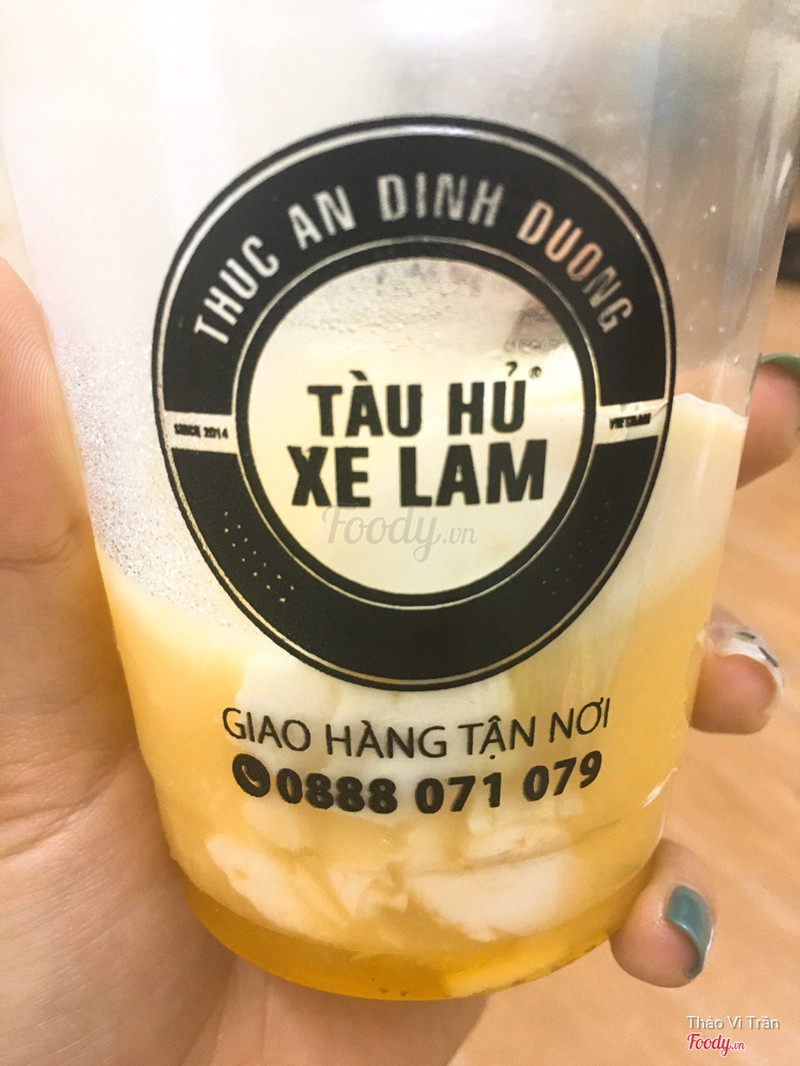 THUC AN DINH DUONG
TÀU HỦ
XE LAM
SINCE 2014
VIETNAM
Foody.vn
GIAO HÀNG TẬN NƠI
0888 071 079
Thảo Vi Trần
Foody.vn